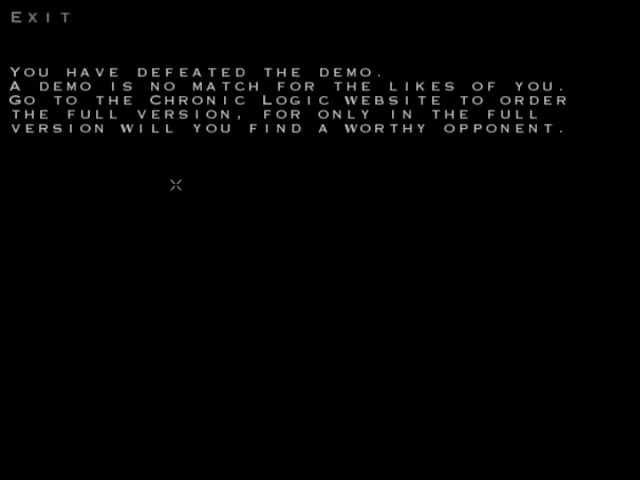 Exit
You have defeated the demo.
A demo is no match for the likes of you.
Go to the Chronic Logic website to order
the full version, for only in the full
version will you find a worthy opponent.